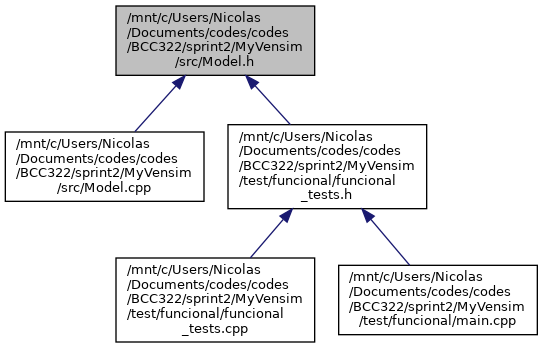 /mnt/c/Users/Nicolas
/Documents/codes/codes
/BCC322/sprint2/MyVensim
/src/Model.h
/mnt/c/Users/Nicolas
/Documents/codes/codes
/BCC322/sprint2/MyVensim
/src/Model.cpp
/mnt/c/Users/Nicolas
/Documents/codes/codes
/BCC322/sprint2/MyVensim
/test/funcional/funcional
_tests.h
/mnt/c/Users/Nicolas
/Documents/codes/codes
/BCC322/sprint2/MyVensim
/test/funcional/funcional
_tests.cpp
/mnt/c/Users/Nicolas
/Documents/codes/codes
/BCC322/sprint2/MyVensim
/test/funcional/main.cpp